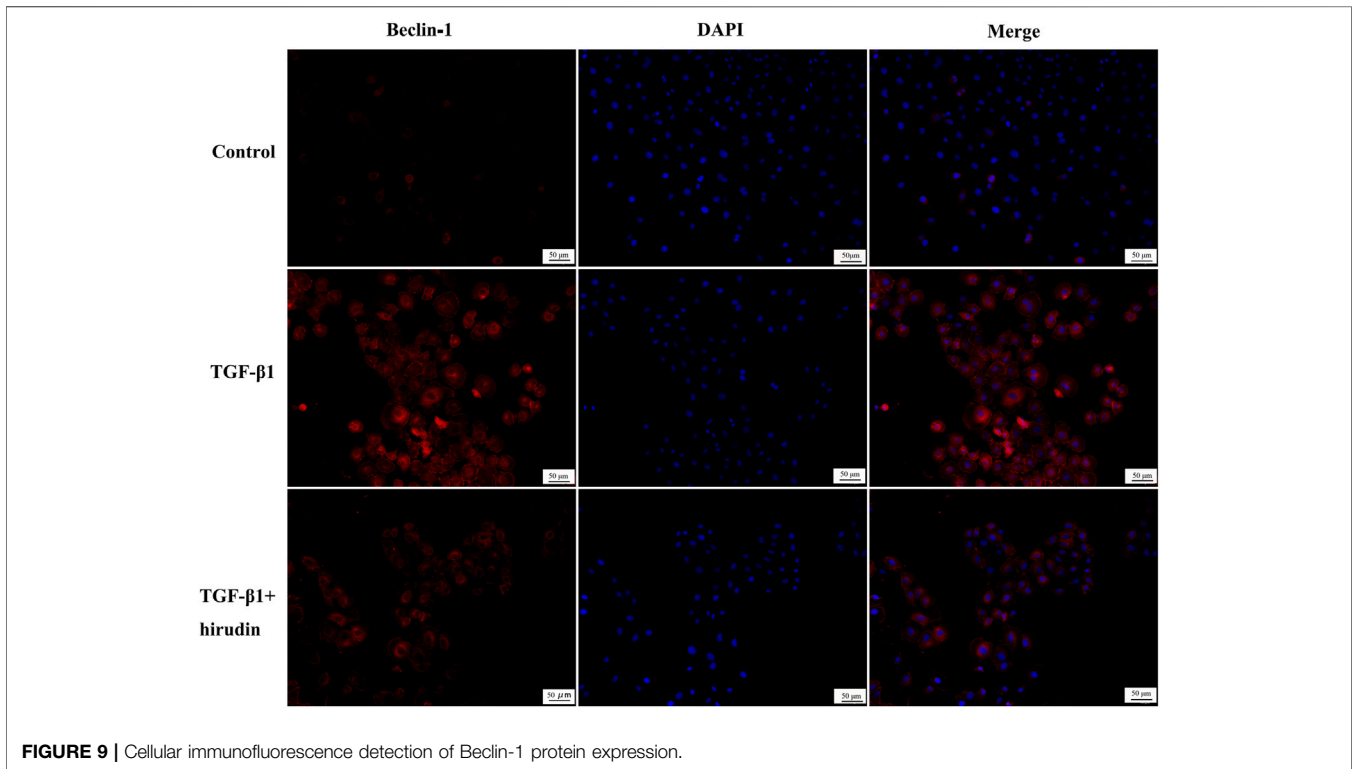 Beclin-1 DAPI Merge
Control
50 μm 50μm 50 μm
TGF-β1
50 μm 50 μm 50 μm
TGF-β1+
hirudin
50 μm 50 μm 50 μm
FIGURE 9 | Cellular immunofluorescence detection of Beclin-1 protein expression.